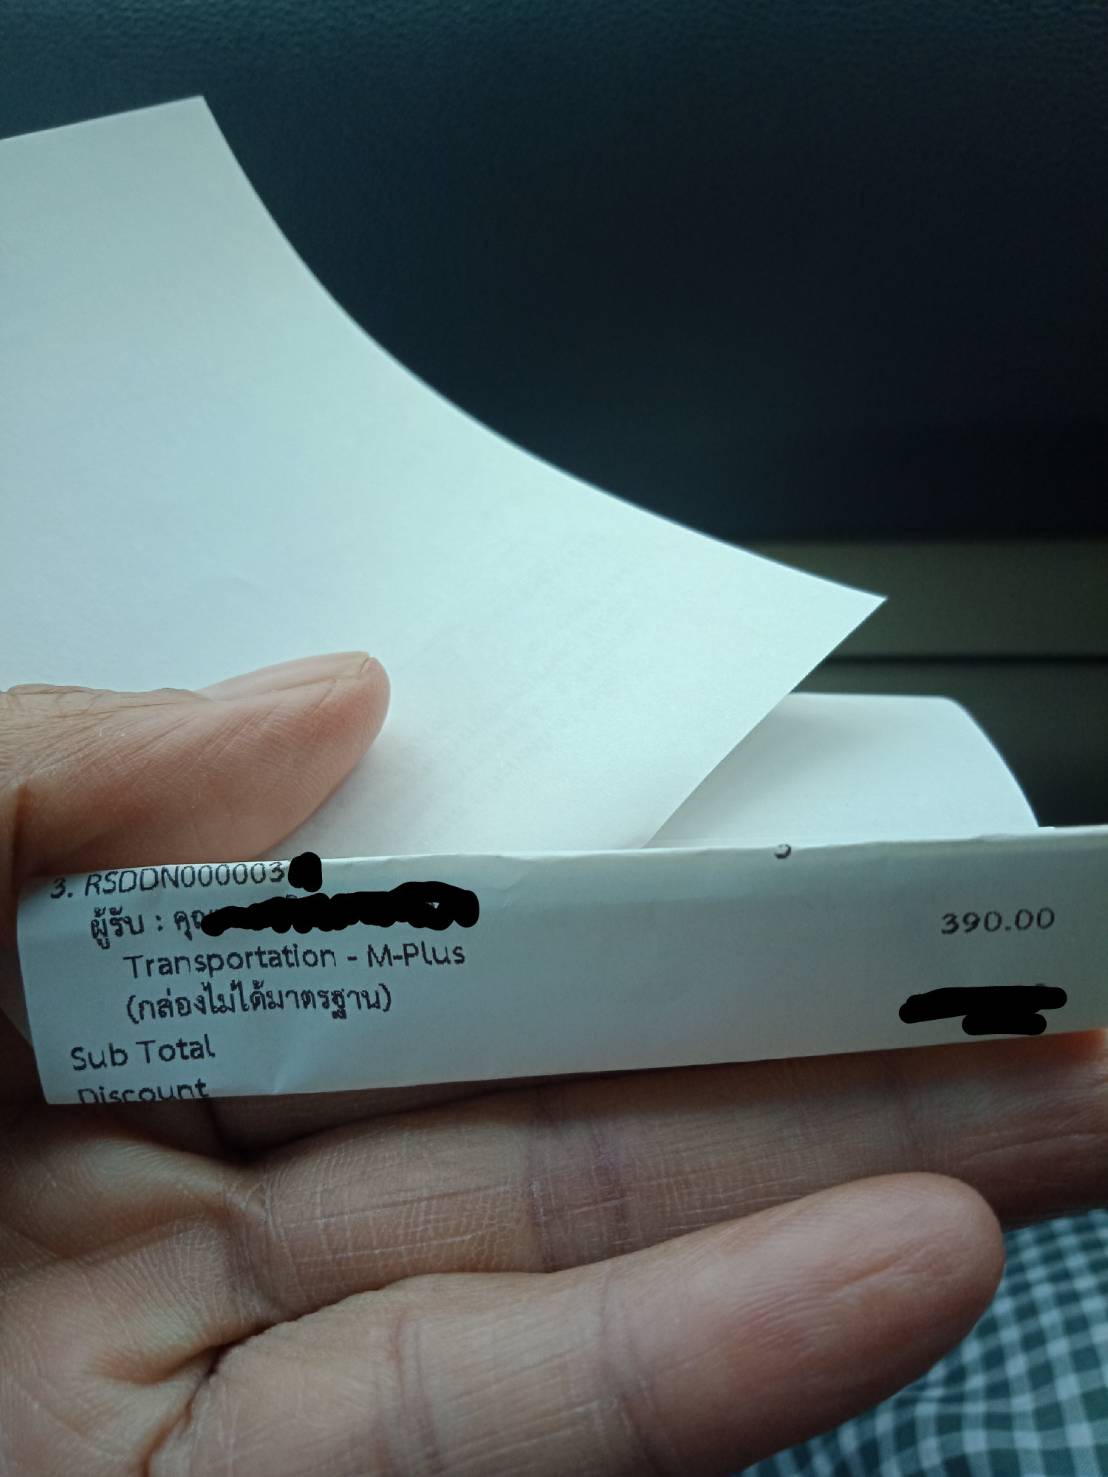 3. RSDDN000003
ผู้รับ : คุณ
390.00
Transportation - M-Plus
(กล่องไม่ได้มาตรฐาน)
Sub Total
Discount